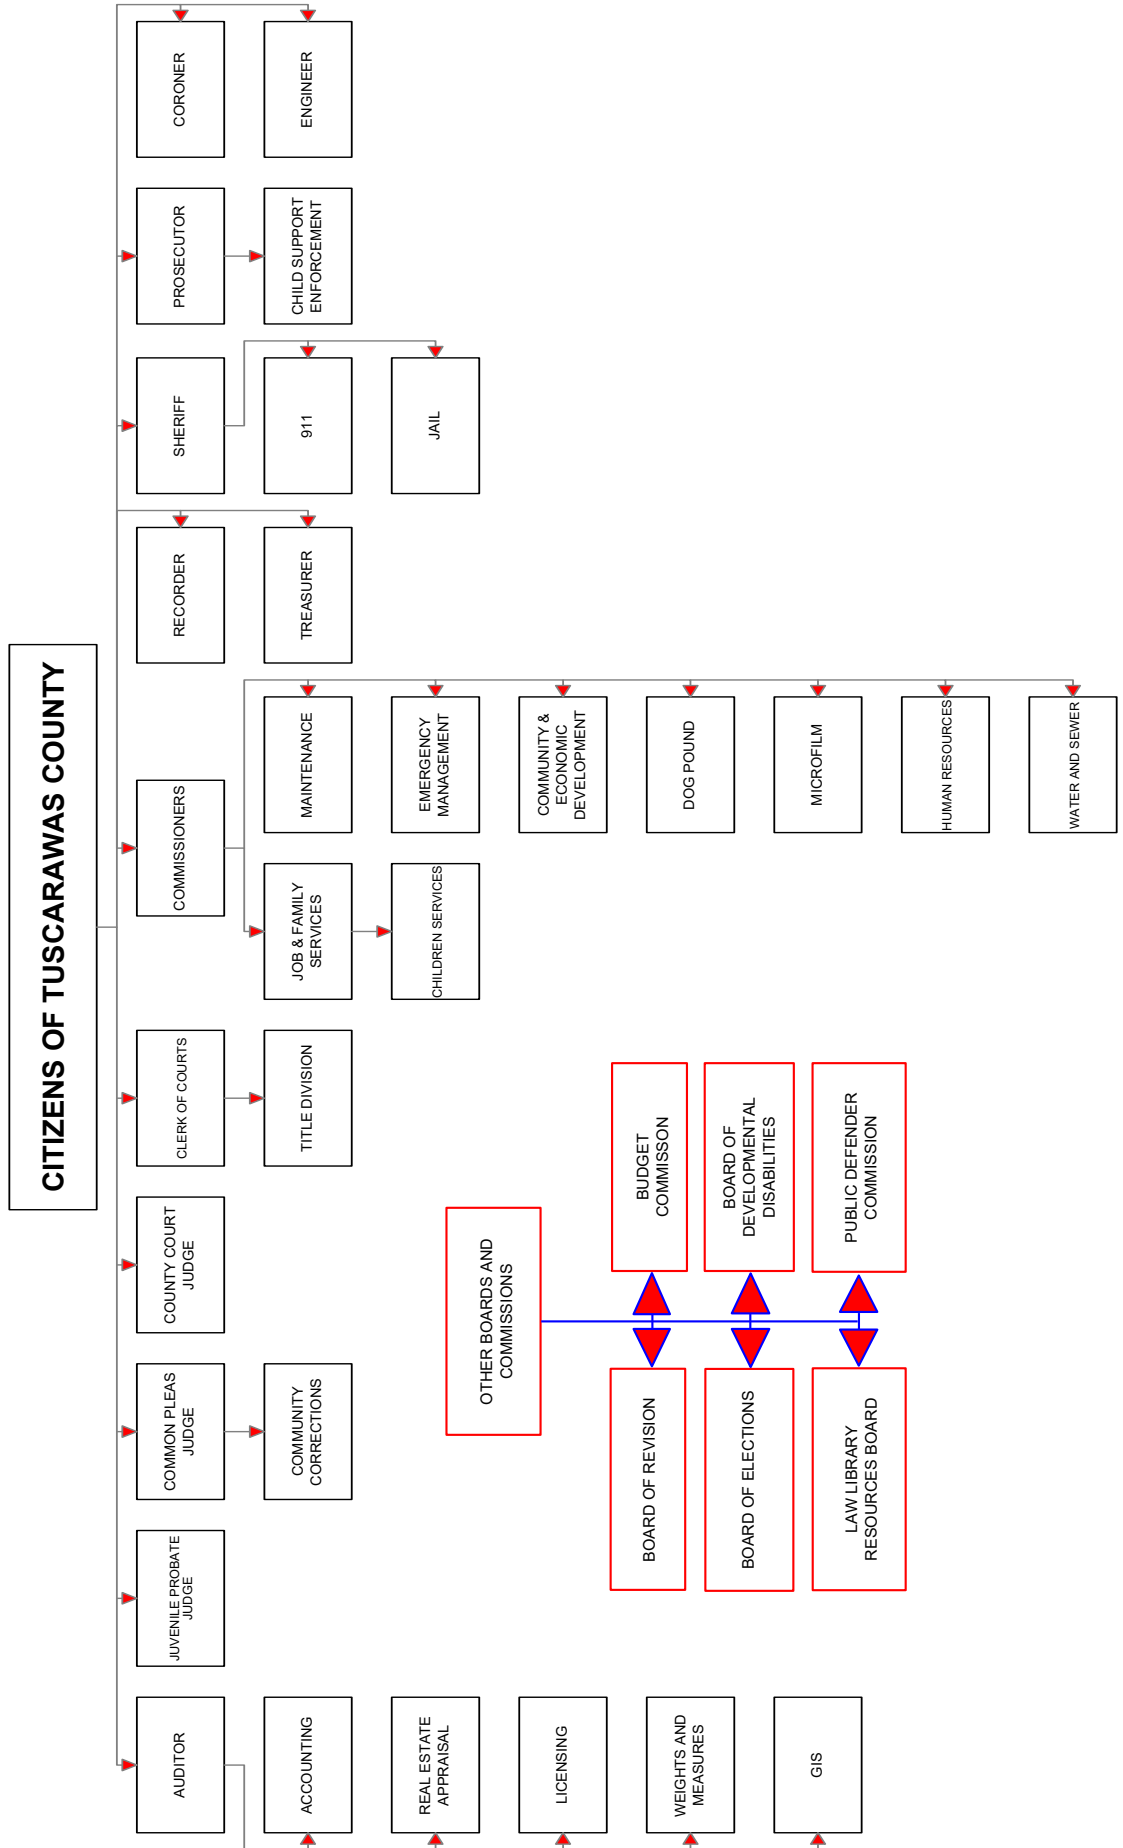 CITIZENS OF TUSCARAWAS COUNTY
AUDITOR
JUVENILE PROBATE
JUDGE
COMMON PLEAS
JUDGE
COUNTY COURT
JUDGE
CLERK OF COURTS
COMMISSIONERS
RECORDER
SHERIFF
PROSECUTOR
CORONER
ACCOUNTING
COMMUNITY
CORRECTIONS
TITLE DIVISION
JOB & FAMILY
SERVICES
MAINTENANCE
TREASURER
911
CHILD SUPPORT
ENFORCEMENT
ENGINEER
REAL ESTATE
APPRAISAL
CHILDREN SERVICES
EMERGENCY
MANAGEMENT
JAIL
OTHER BOARDS AND
COMMISSIONS
LICENSING
COMMUNITY &
ECONOMIC
DEVELOPMENT
BOARD OF REVISION
BUDGET
COMMISSON
WEIGHTS AND
MEASURES
DOG POUND
BOARD OF ELECTIONS
BOARD OF
DEVELOPMENTAL
DISABILITIES
GIS
MICROFILM
LAW LIBRARY
RESOURCES BOARD
PUBLIC DEFENDER
COMMISSION
HUMAN RESOURCES
WATER AND SEWER